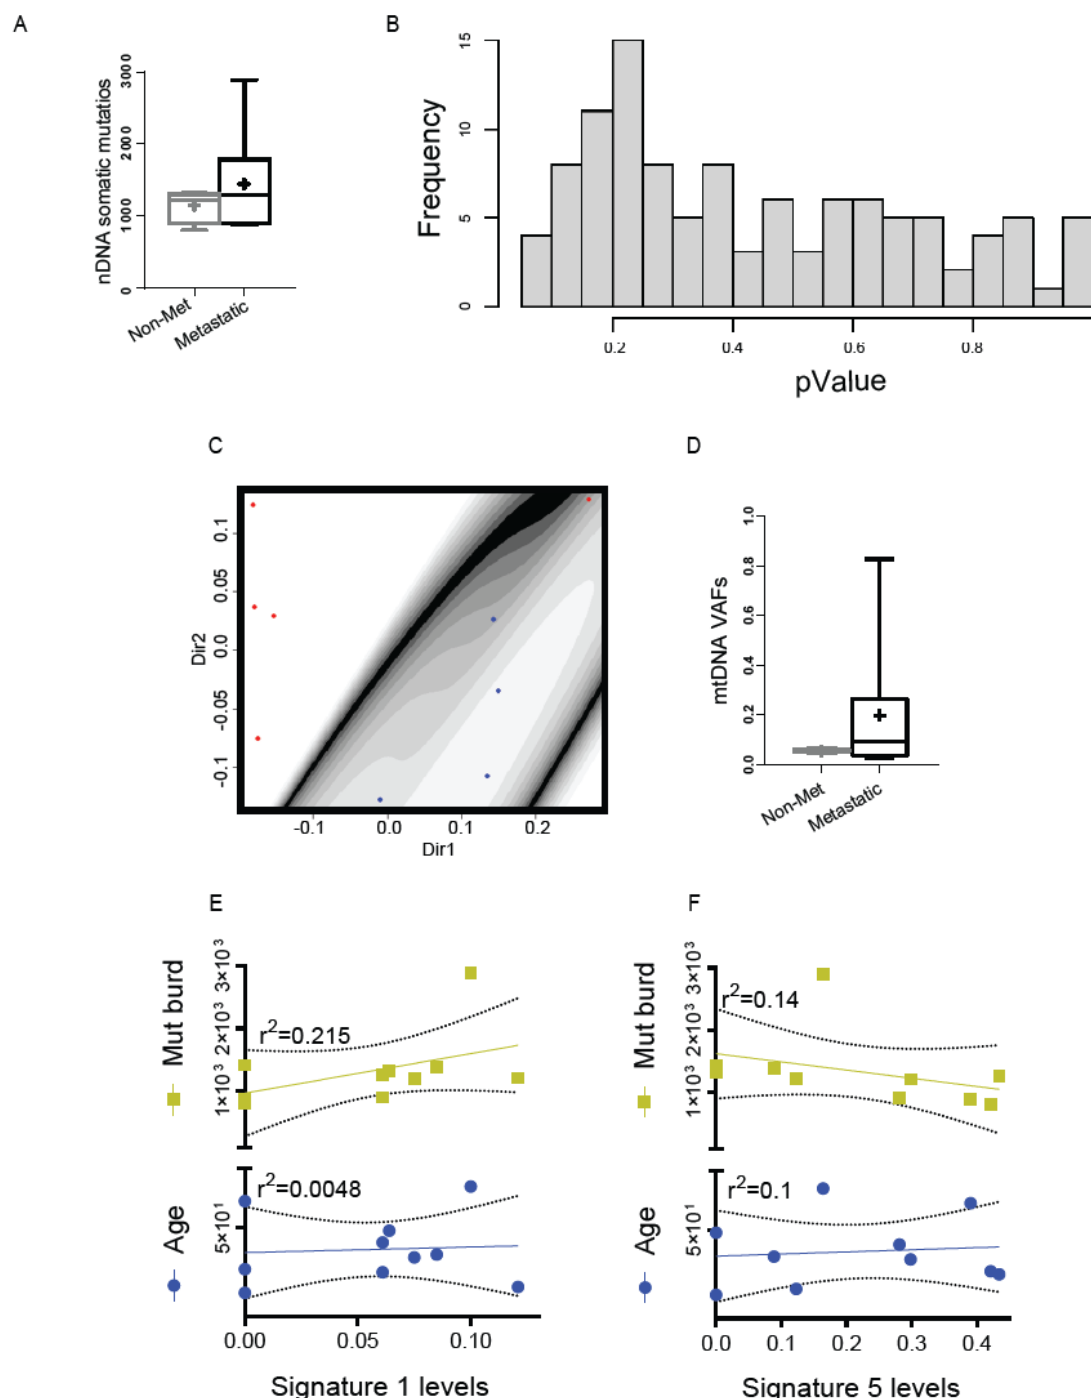 A
nDNA somatic mutatios
3000
2000
1000
0
Non-Met
Metastatic
B
Frequency
15
10
5
0
0.2
0.4
0.6
0.8
pValue
C
Dir2
0.1
0.05
0.0
-0.05
-0.1
-0.1
0.0
0.1
0.2
Dir1
D
mtDNA VAFs
1.0
0.8
0.6
0.4
0.2
0.0
Non-Met
Metastatic
E
Mut burd
3×10³
2×10³
1×10³
r²=0.215
Age
5×10¹
r²=0.0048
0.00
0.05
0.10
Signature 1 levels
F
Mut burd
3×10³
2×10³
1×10³
r²=0.14
Age
5×10¹
r²=0.1
0.0
0.1
0.2
0.3
0.4
Signature 5 levels